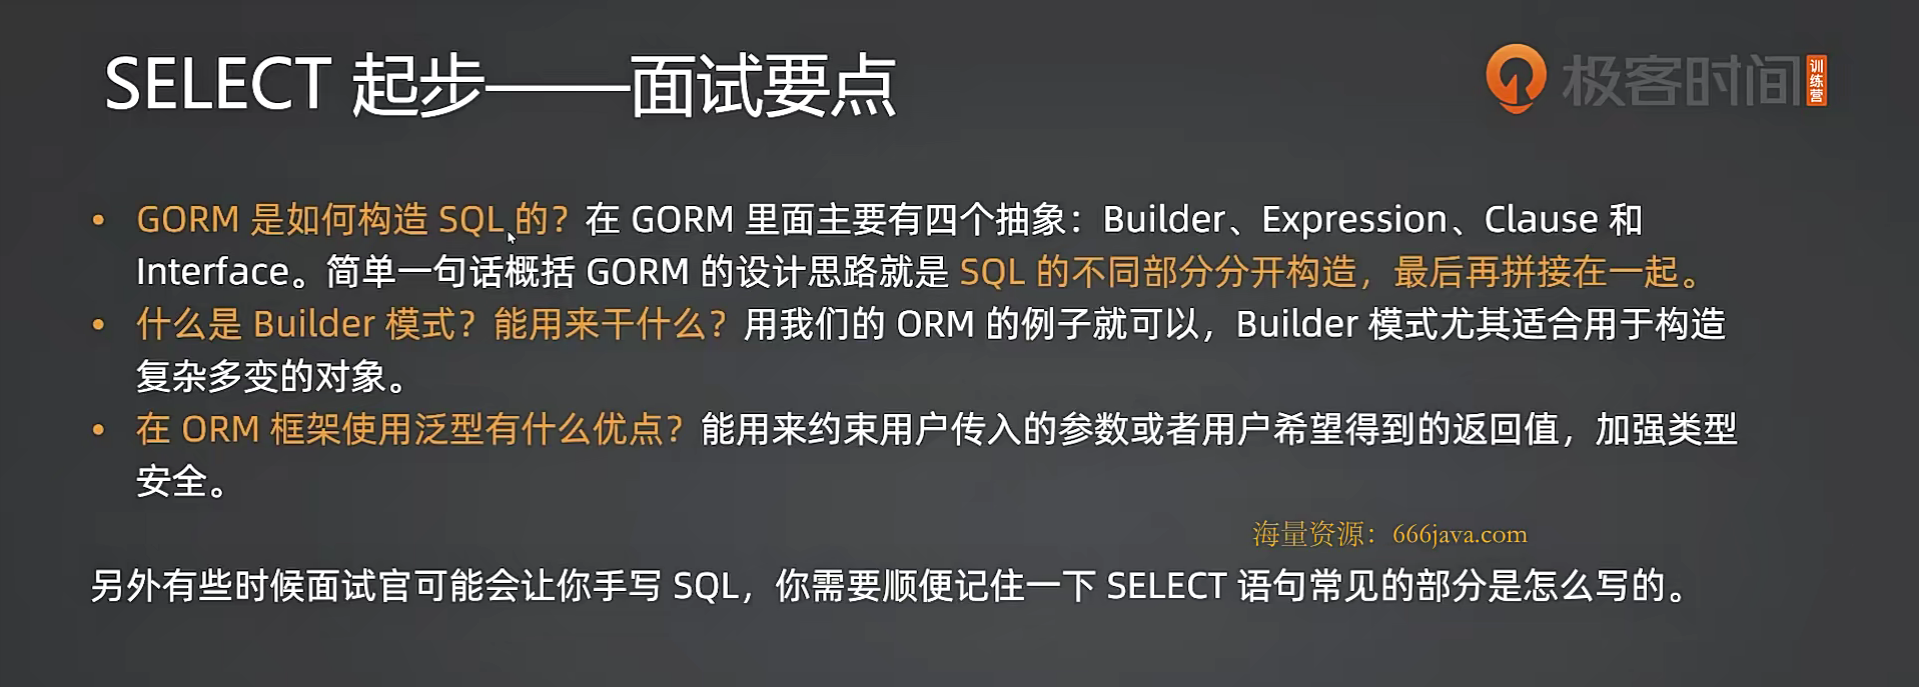 SELECT 起步——面试要点
极客时间 训练营
• GORM 是如何构造 SQL 的？在 GORM 里面主要有四个抽象：Builder、Expression、Clause 和
Interface。简单一句话概括 GORM 的设计思路就是 SQL 的不同部分分开构造，最后再拼接在一起。
• 什么是 Builder 模式？能用来干什么？用我们的 ORM 的例子就可以，Builder 模式尤其适合用于构造
复杂多变的对象。
• 在 ORM 框架使用泛型有什么优点？能用来约束用户传入的参数或者用户希望得到的返回值，加强类型
安全。
海量资源：666java.com
另外有些时候面试官可能会让你手写 SQL，你需要顺便记住一下 SELECT 语句常见的部分是怎么写的。